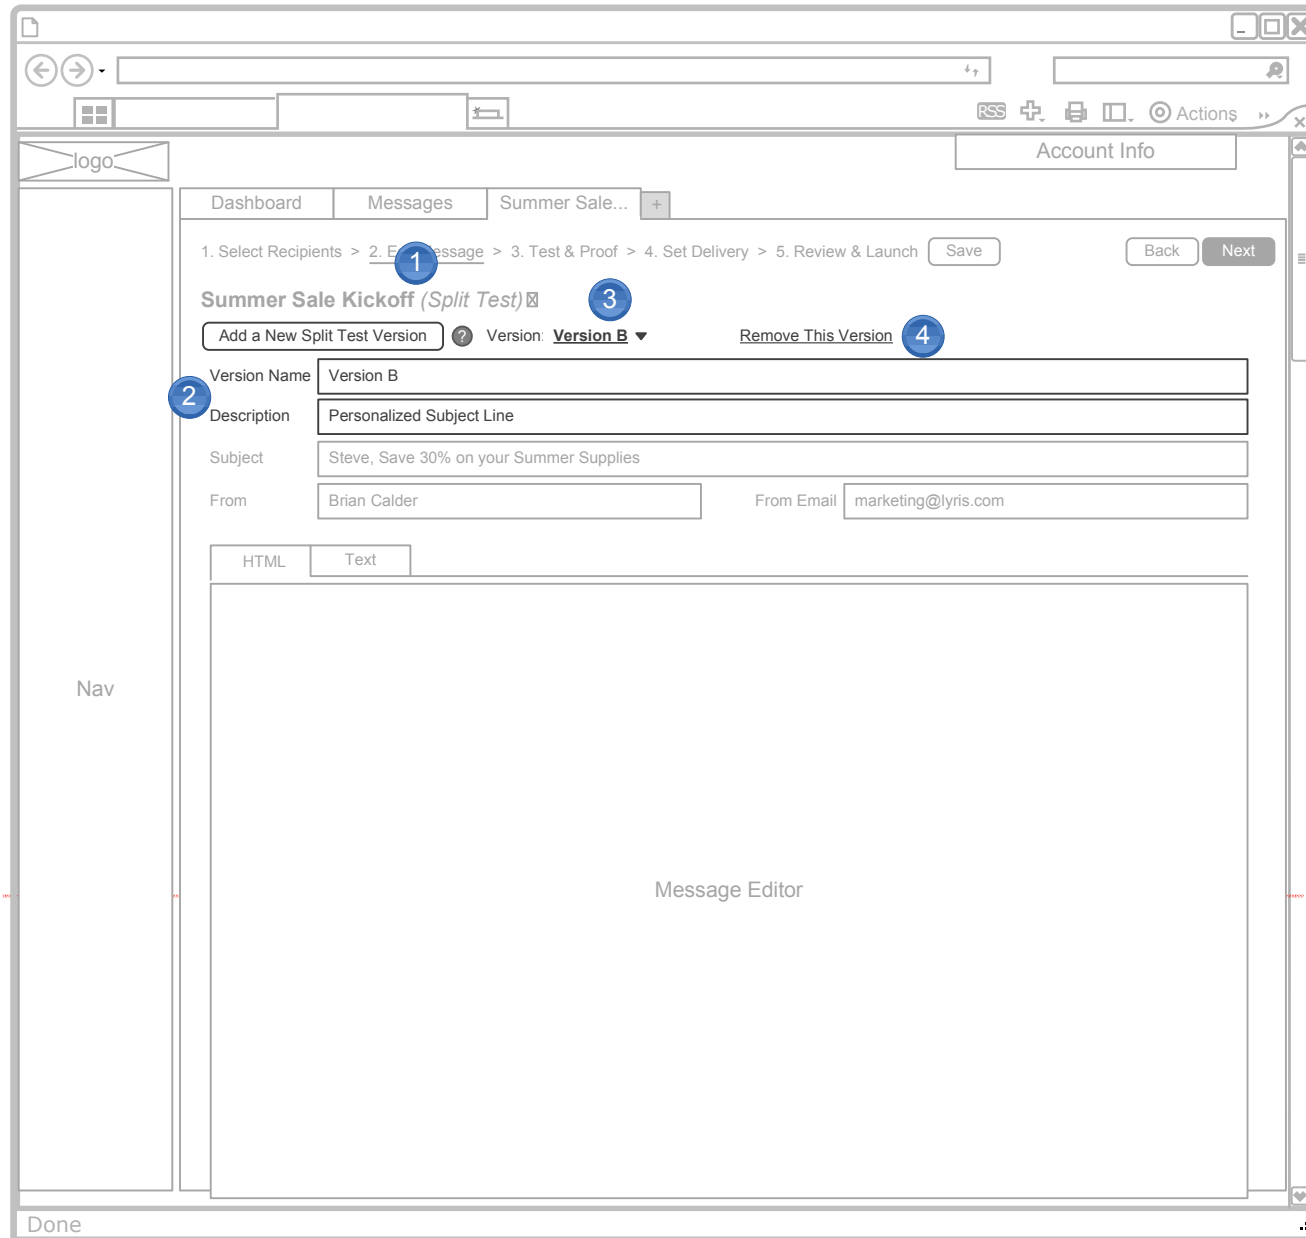 RSS Actions
logo
Account Info
Dashboard Messages Summer Sale... +
1. Select Recipients > 2. Message > 3. Test & Proof > 4. Set Delivery > 5. Review & Launch Save Back Next
1
Summer Sale Kickoff (Split Test)
3
Add a New Split Test Version ? Version: Version B Remove This Version 4
Version Name Version B
2
Description Personalized Subject Line
Subject Steve, Save 30% on your Summer Supplies
From Brian Calder From Email marketing@lyris.com
HTML Text
Nav
Message Editor
Done